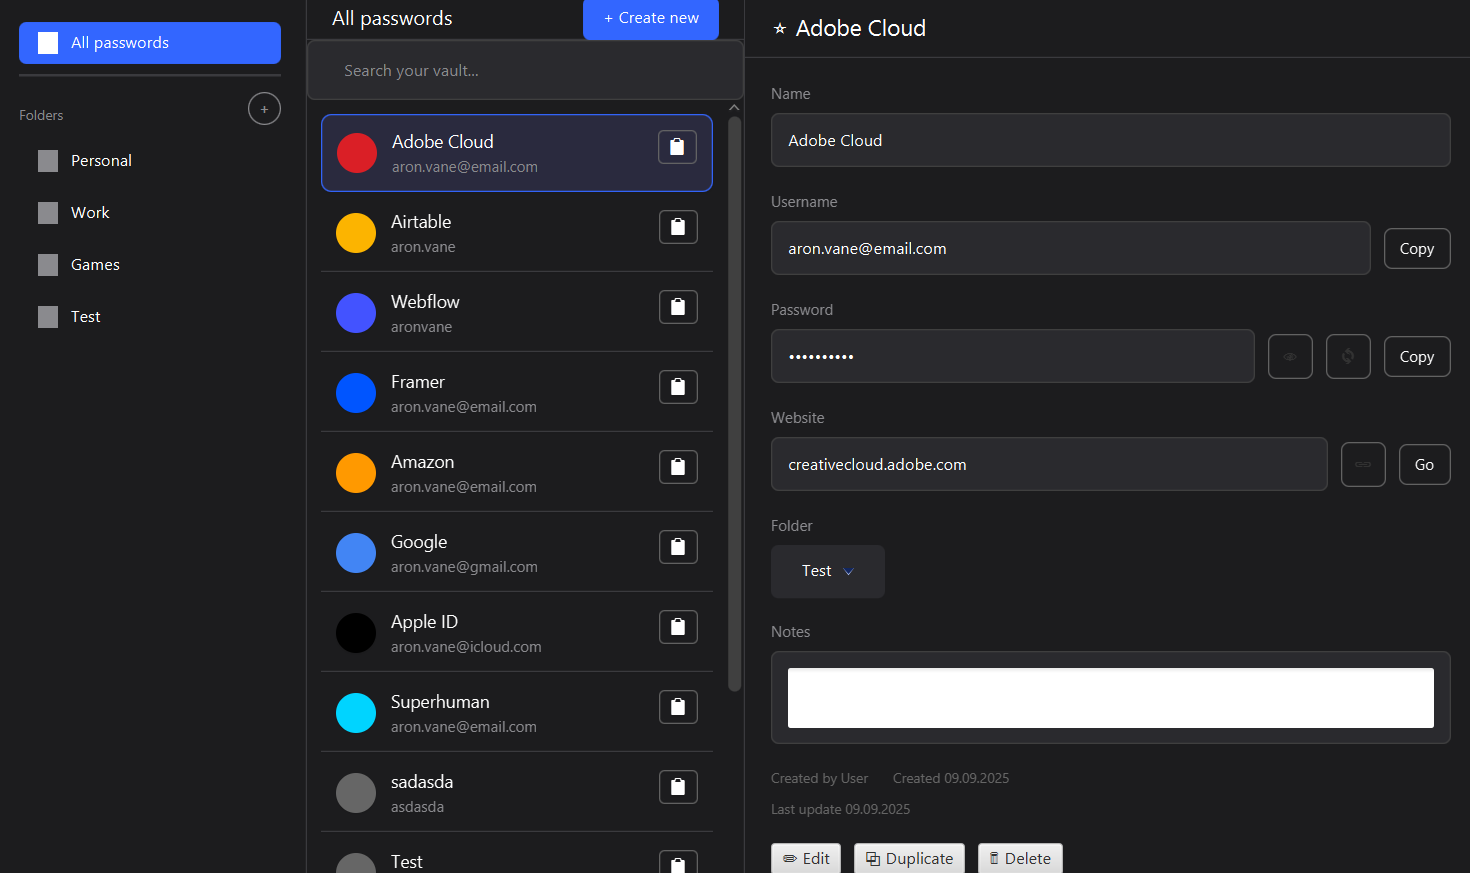 All passwords
Folders
+
Personal
Work
Games
Test
All passwords
+ Create new
Search your vault...
Adobe Cloud
aron.vane@email.com
Airtable
aron.vane
Webflow
aronvane
Framer
aron.vane@email.com
Amazon
aron.vane@email.com
Google
aron.vane@gmail.com
Apple ID
aron.vane@icloud.com
Superhuman
aron.vane@email.com
sadasda
asdasda
Test
Adobe Cloud
Name
Adobe Cloud
Username
aron.vane@email.com
Copy
Password
••••••••••
Copy
Website
creativecloud.adobe.com
Go
Folder
Test
Notes
Created by User
Created 09.09.2025
Last update 09.09.2025
Edit
Duplicate
Delete